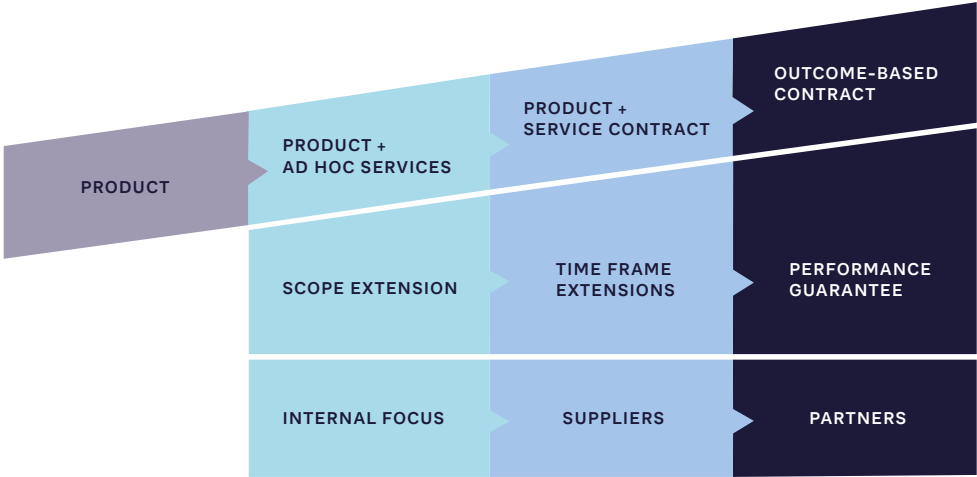 PRODUCT
PRODUCT +
AD HOC SERVICES
PRODUCT +
SERVICE CONTRACT
OUTCOME-BASED
CONTRACT
SCOPE EXTENSION
TIME FRAME
EXTENSIONS
PERFORMANCE
GUARANTEE
INTERNAL FOCUS
SUPPLIERS
PARTNERS